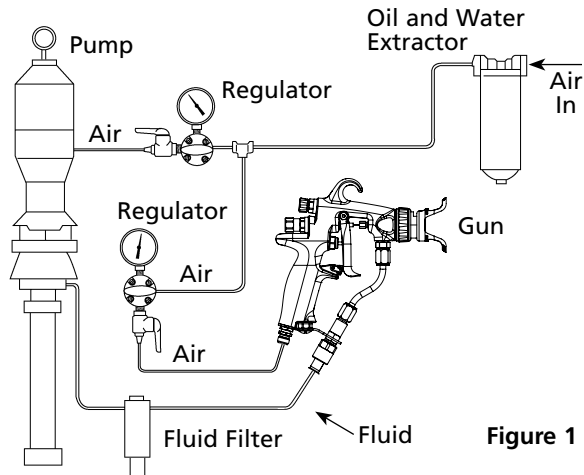 Oil and Water
Extractor
Pump
Air
In
Regulator
Air
Regulator
Gun
Air
Air
Fluid Filter
Fluid
Figure 1